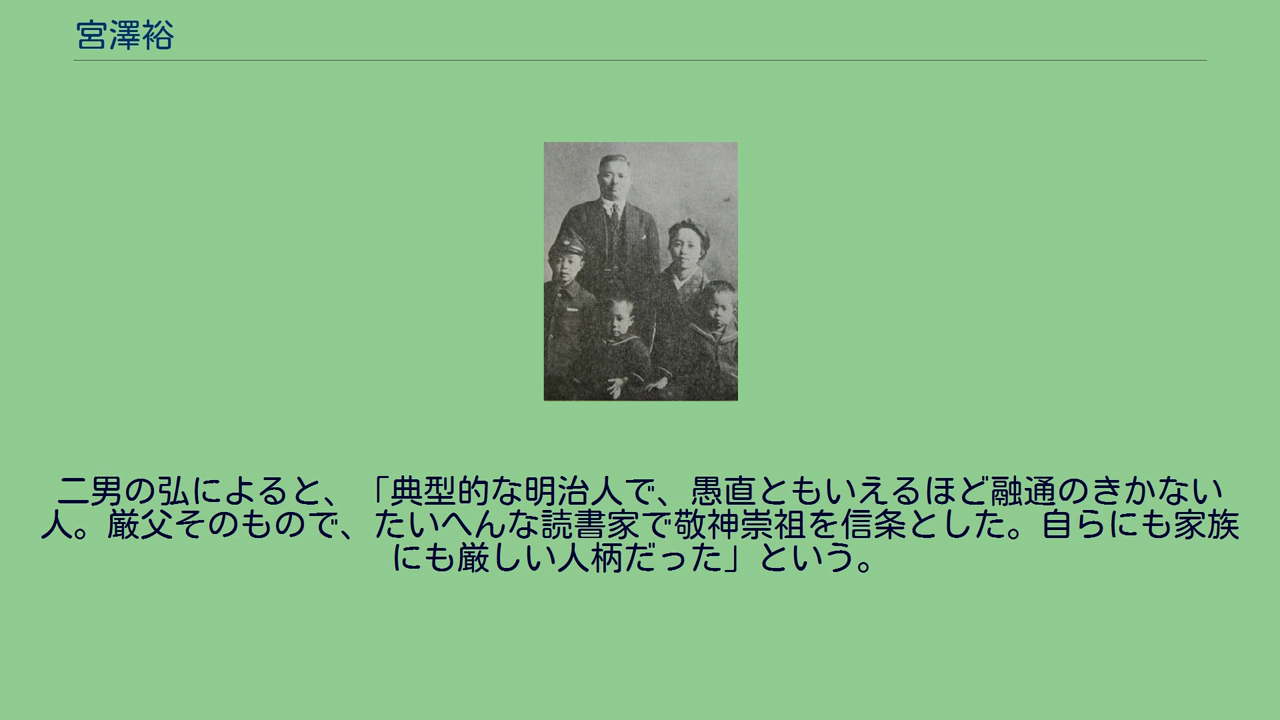 宮澤裕
二男の弘によると、「典型的な明治人で、愚直ともいえるほど融通のきかない
人。厳父そのもので、たいへんな読書家で敬神崇祖を信条とした。自らにも家族
にも厳しい人柄だった」という。